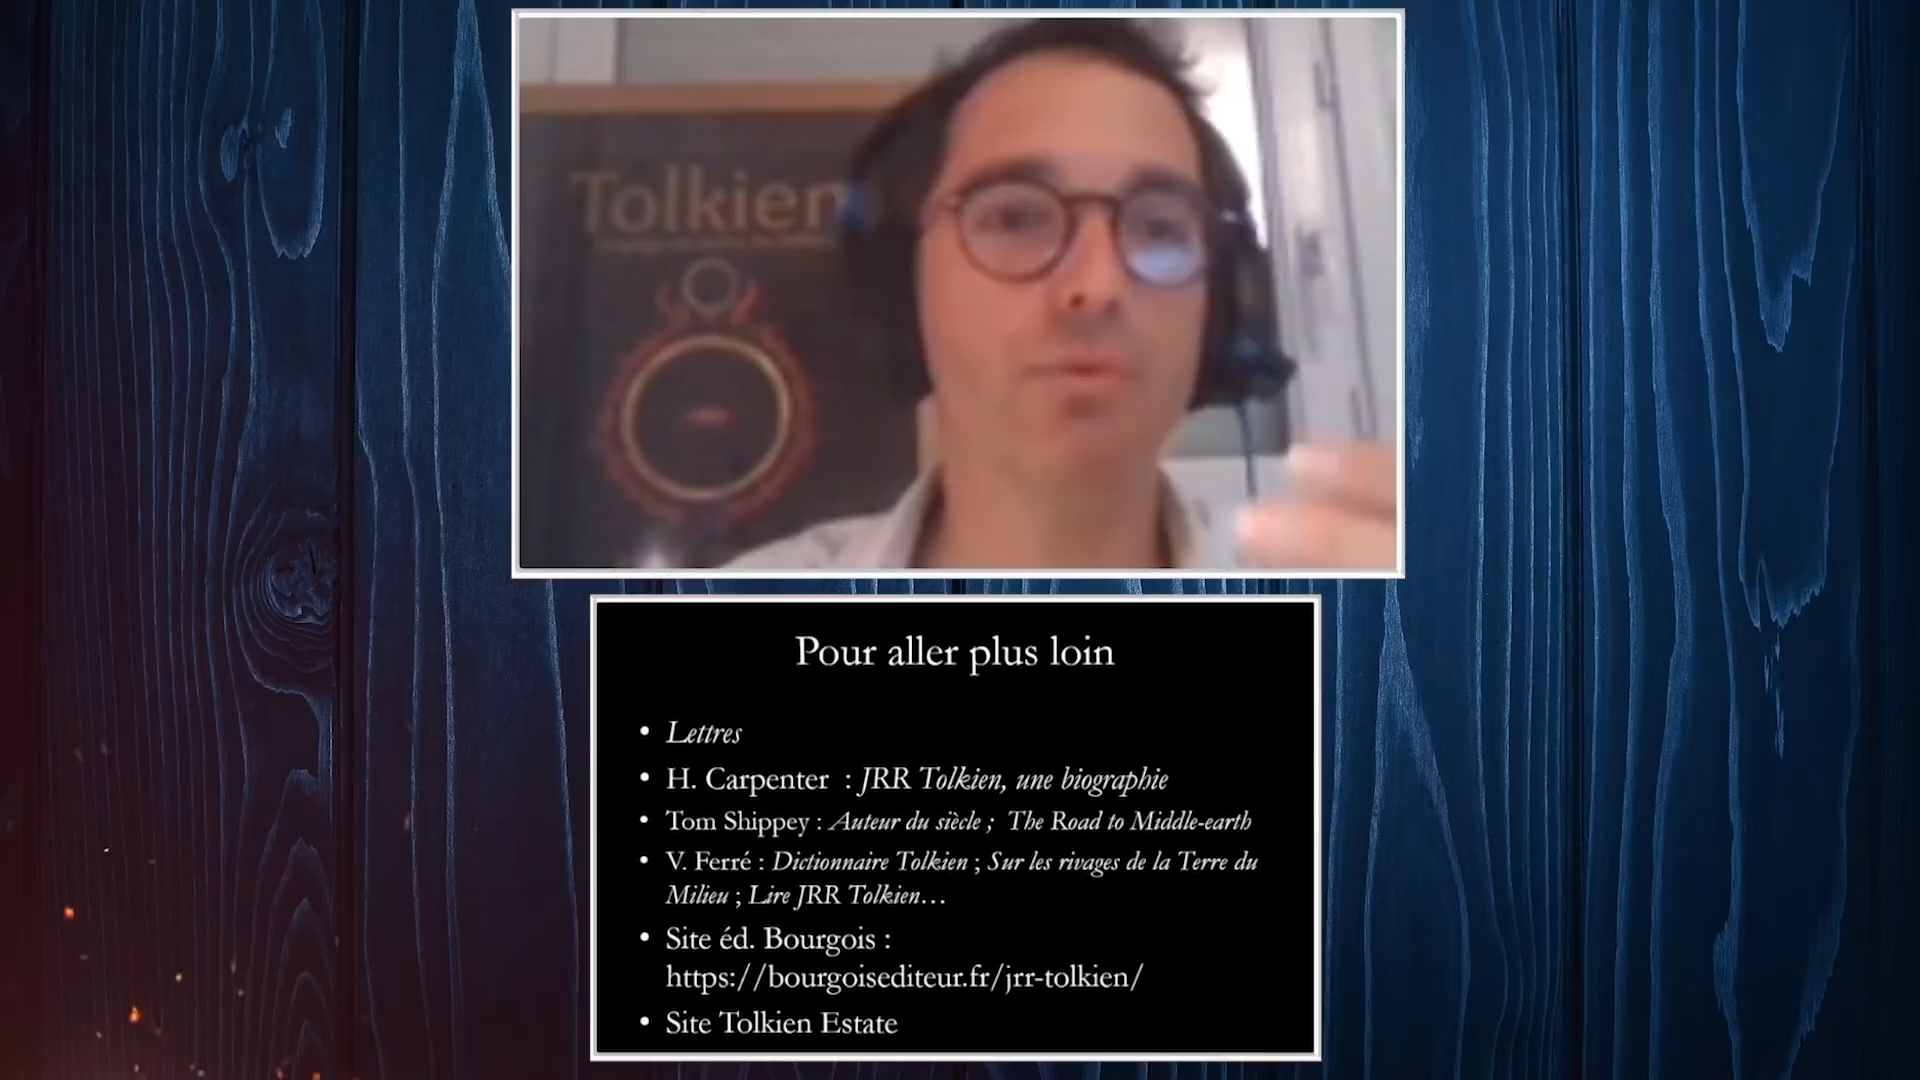 Tolkien
Pour aller plus loin
• Lettres
• H. Carpenter : JRR Tolkien, une biographie
• Tom Shippey : Auteur du siècle ; The Road to Middle-earth
• V. Ferré : Dictionnaire Tolkien ; Sur les rivages de la Terre du
Milieu ; Lire JRR Tolkien…
• Site éd. Bourgois :
https://bourgoisediteur.fr/jrr-tolkien/
• Site Tolkien Estate